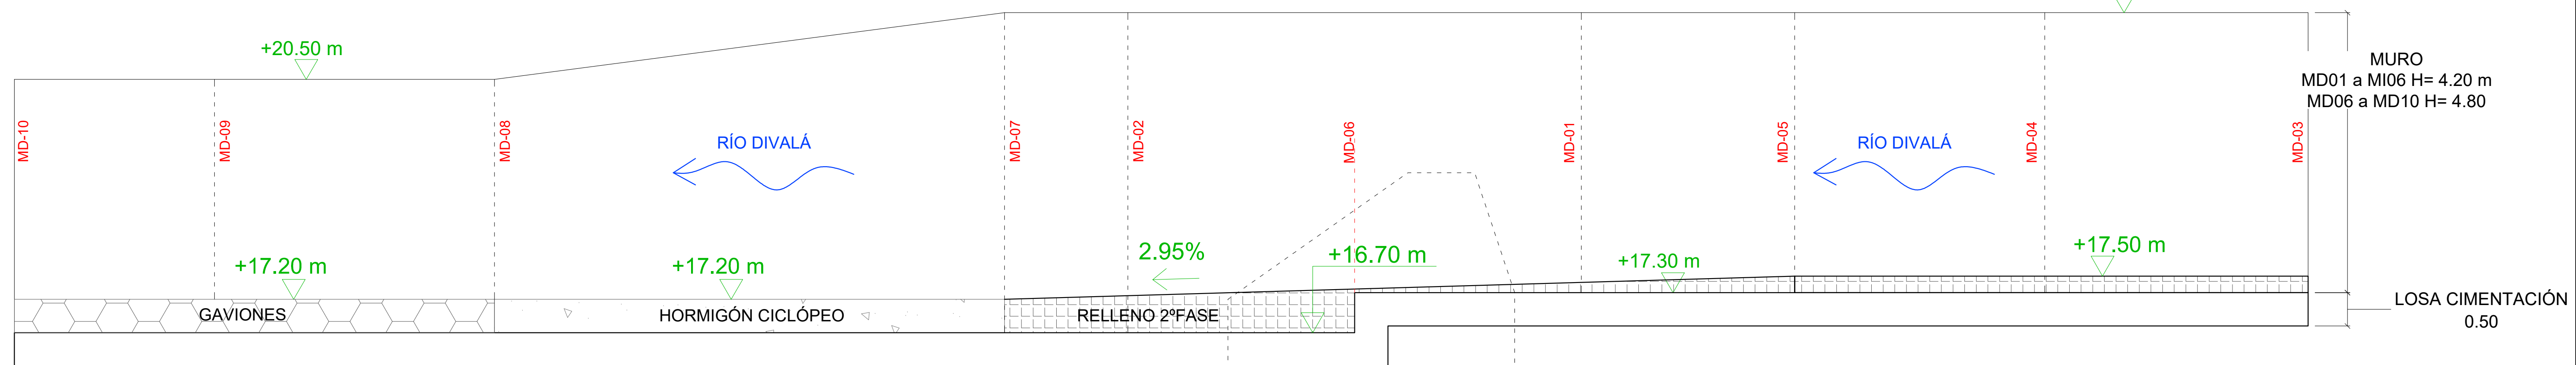 +20.50 m
MURO
MD01 a MI06 H= 4.20 m
MD06 a MD10 H= 4.80
MD-10
MD-09
MD-08
RÍO DIVALÁ
MD-07
MD-02
MD-06
MD-01
MD-05
RÍO DIVALÁ
MD-04
MD-03
+17.20 m
+17.20 m
2.95%
+16.70 m
+17.30 m
+17.50 m
GAVIONES
HORMIGÓN CICLÓPEO
RELLENO 2ºFASE
LOSA CIMENTACIÓN
0.50